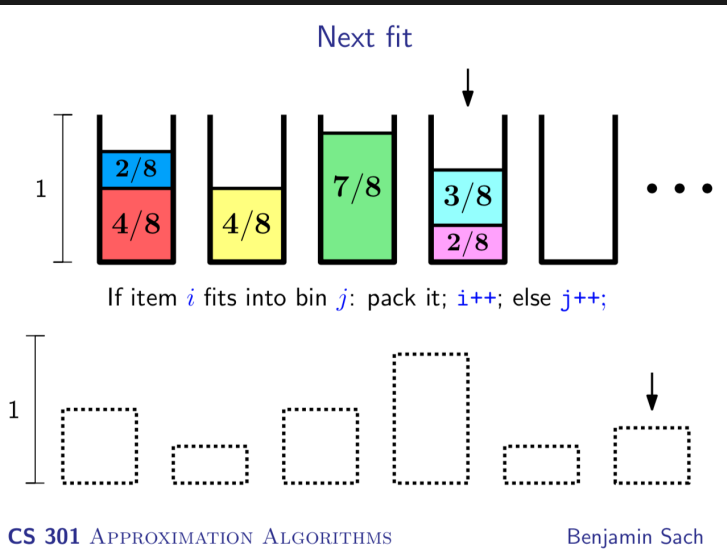 Next fit
1
2/8
4/8
4/8
7/8
3/8
2/8
If item i fits into bin j: pack it; i++; else j++;
1
CS 301 APPROXIMATION ALGORITHMS
Benjamin Sach